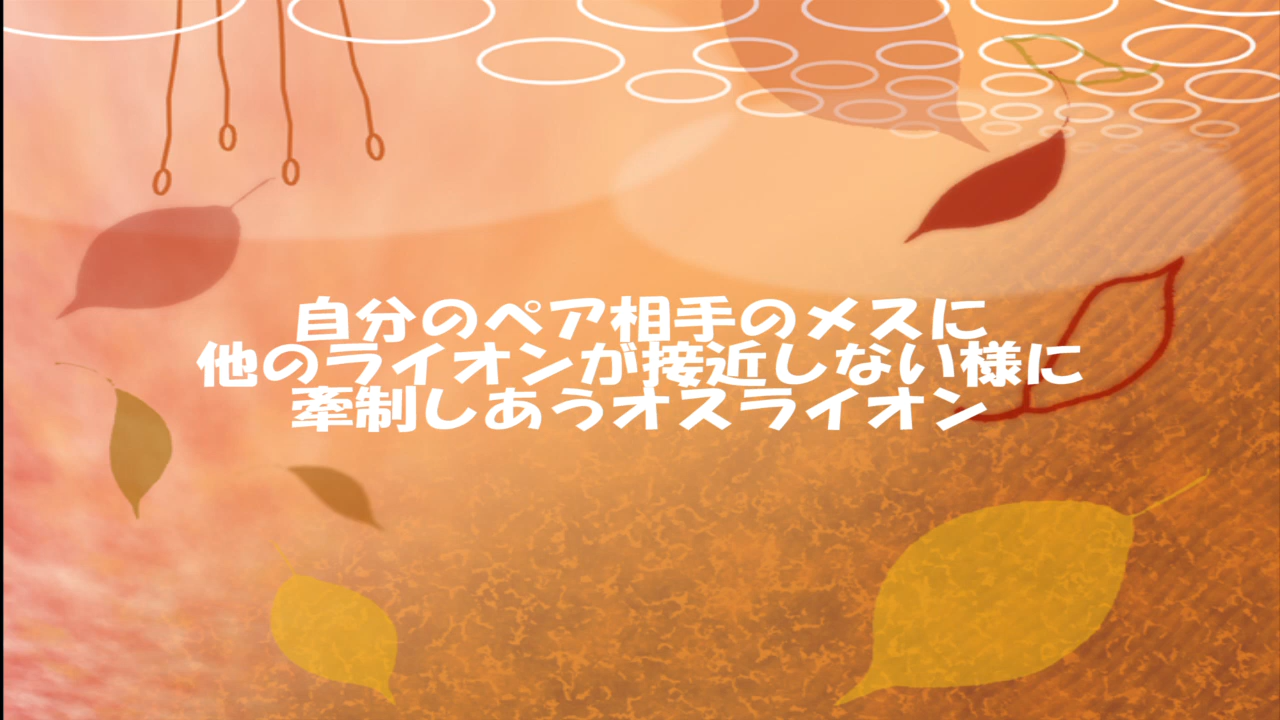 自分のペア相手のメスに
他のライオンが接近しない様に
牽制しあうオスライオン